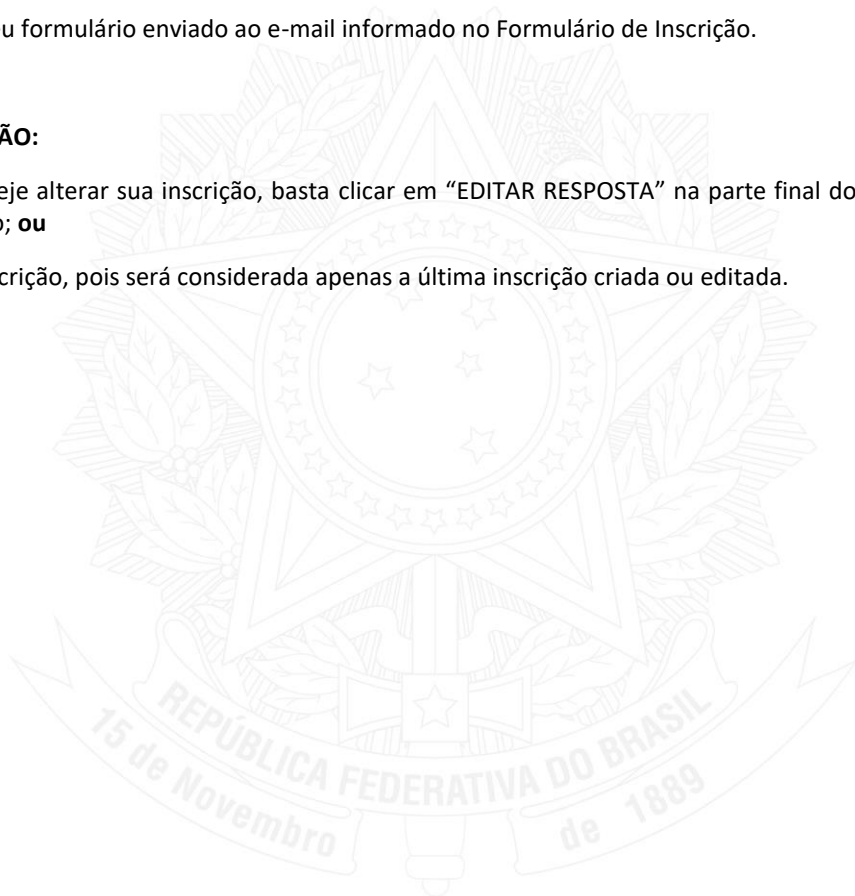 u formulário enviado ao e-mail informado no Formulário de Inscrição.
ÃO:
eje alterar sua inscrição, basta clicar em “EDITAR RESPOSTA” na parte final do
; ou
crição, pois será considerada apenas a última inscrição criada ou editada.
REPÚBLICA FEDERATIVA DO BRASIL
15 de Novembro de 1889